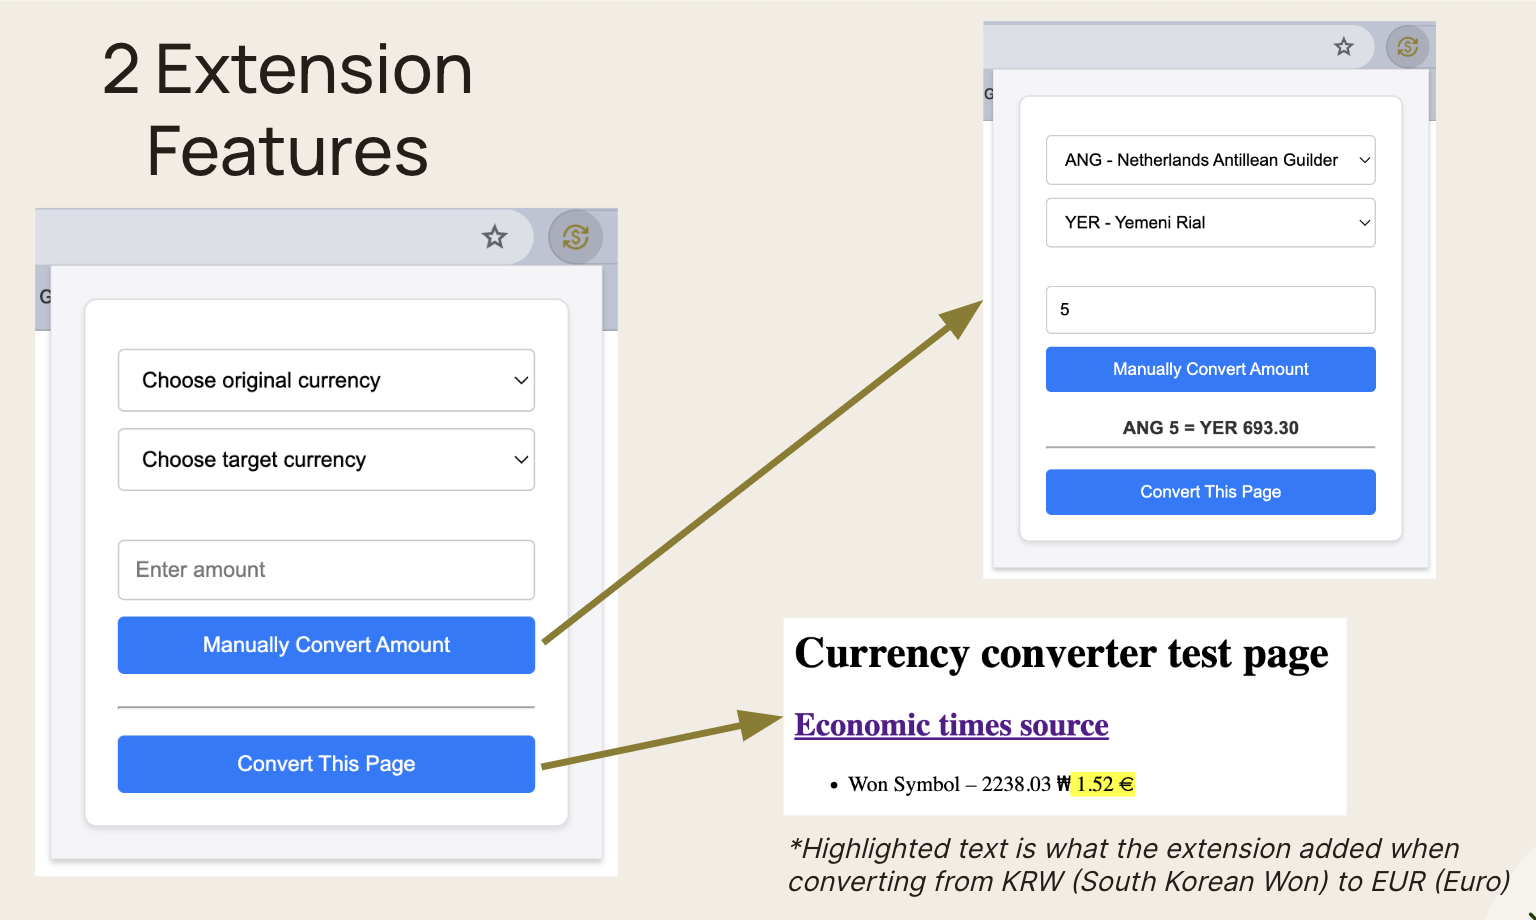 2 Extension
Features
G
Choose original currency
Choose target currency
Enter amount
Manually Convert Amount
Convert This Page
G
ANG - Netherlands Antillean Guilder
YER - Yemeni Rial
5
Manually Convert Amount
ANG 5 = YER 693.30
Convert This Page
Currency converter test page
Economic times source
• Won Symbol – 2238.03 ₩ 1.52 €
*Highlighted text is what the extension added when
converting from KRW (South Korean Won) to EUR (Euro)